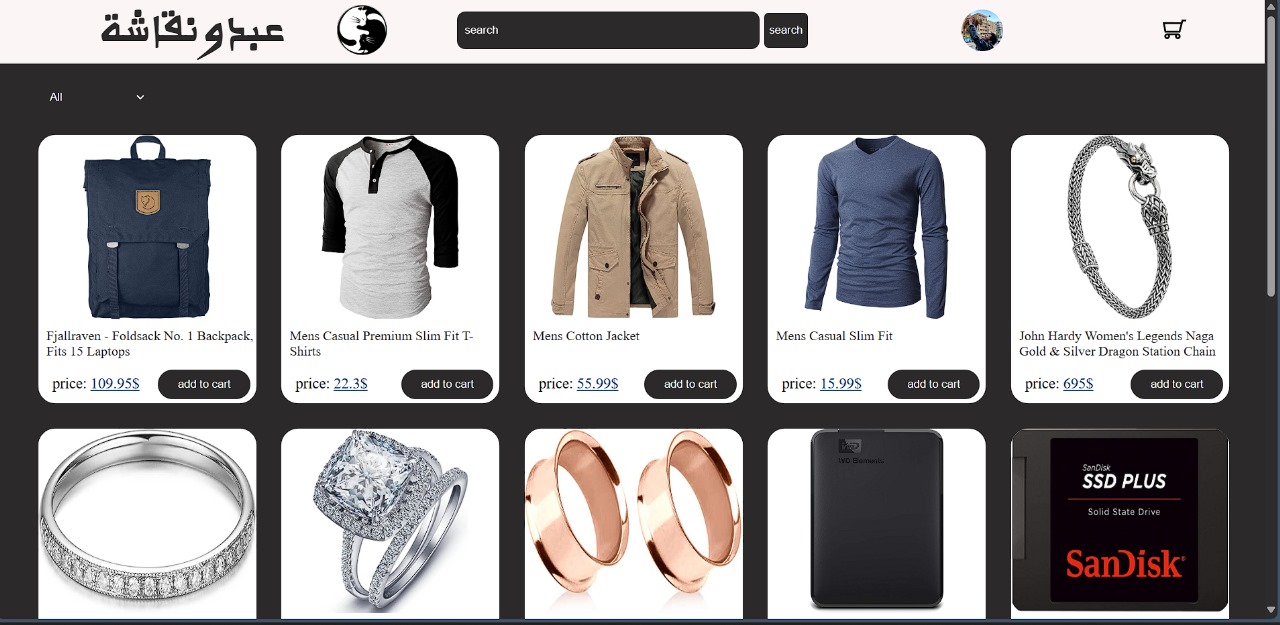 عبدو نقاشة
search
search
All
Fjallraven - Foldsack No. 1 Backpack,
Fits 15 Laptops
price: 109.95$
add to cart
Mens Casual Premium Slim Fit T-
Shirts
price: 22.3$
add to cart
Mens Cotton Jacket
price: 55.99$
add to cart
Mens Casual Slim Fit
price: 15.99$
add to cart
John Hardy Women's Legends Naga
Gold & Silver Dragon Station Chain
price: 695$
add to cart
WD Elements
SanDisk
SSD PLUS
Solid State Drive
SanDisk